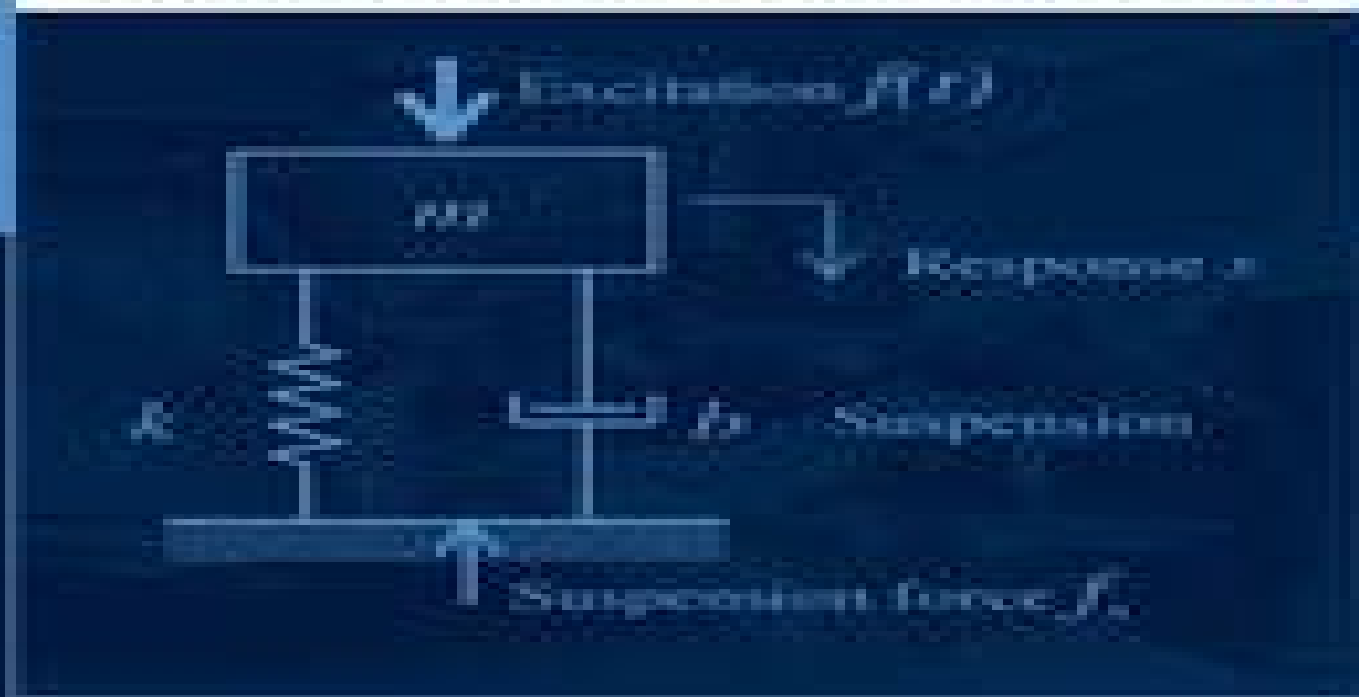 Excitation f(t)
m
Response x
k
b Suspension
Suspension force f